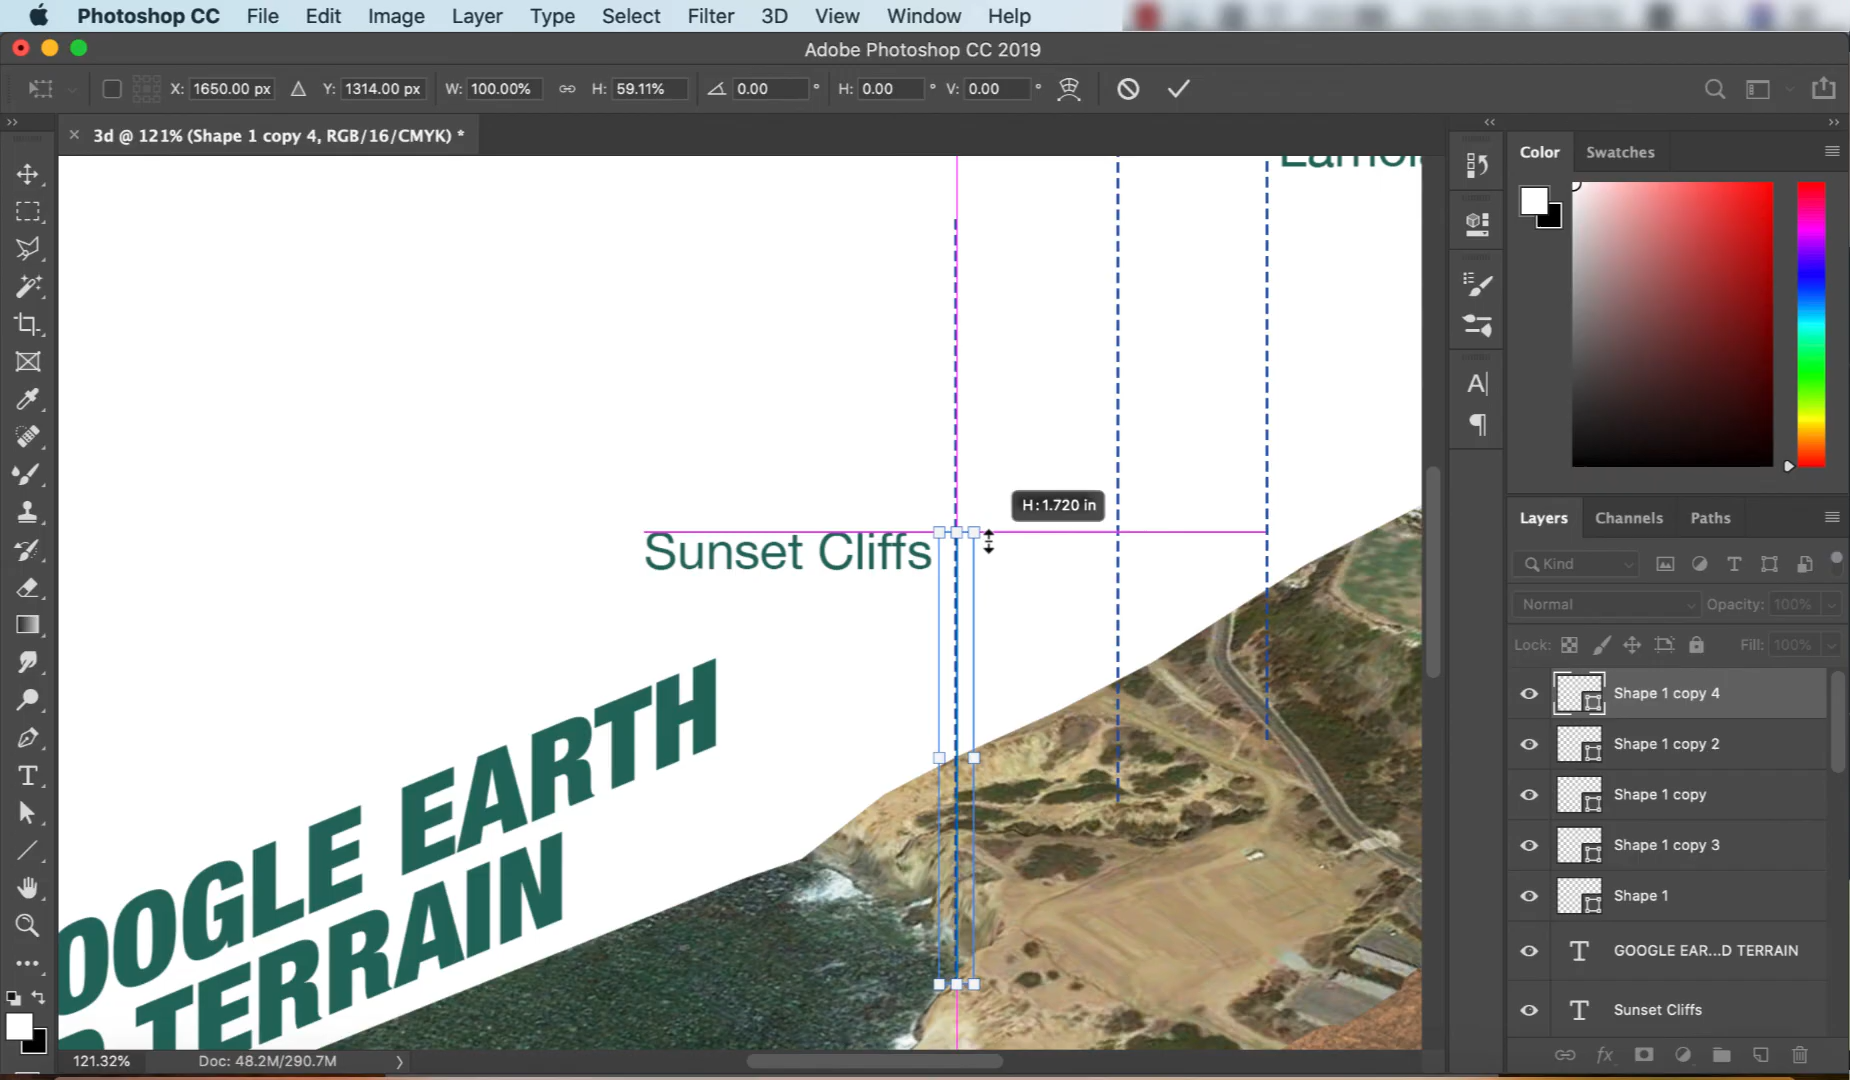 Photoshop CC File Edit Image Layer Type Select Filter 3D View Window Help
Adobe Photoshop CC 2019
X: 1650.00 px Y: 1314.00 px W: 100.00% H: 59.11% 0.00 ° H: 0.00 ° V: 0.00 °
3d @ 121% (Shape 1 copy 4, RGB/16/CMYK) *
Color Swatches
H: 1.720 in
Sunset Cliffs
OOGLE EARTH
TERRAIN
Layers Channels Paths
Kind
Normal Opacity: 100%
Lock: Fill: 100%
Shape 1 copy 4
Shape 1 copy 2
Shape 1 copy
Shape 1 copy 3
Shape 1
GOOGLE EAR...D TERRAIN
Sunset Cliffs
121.32% Doc: 48.2M/290.7M